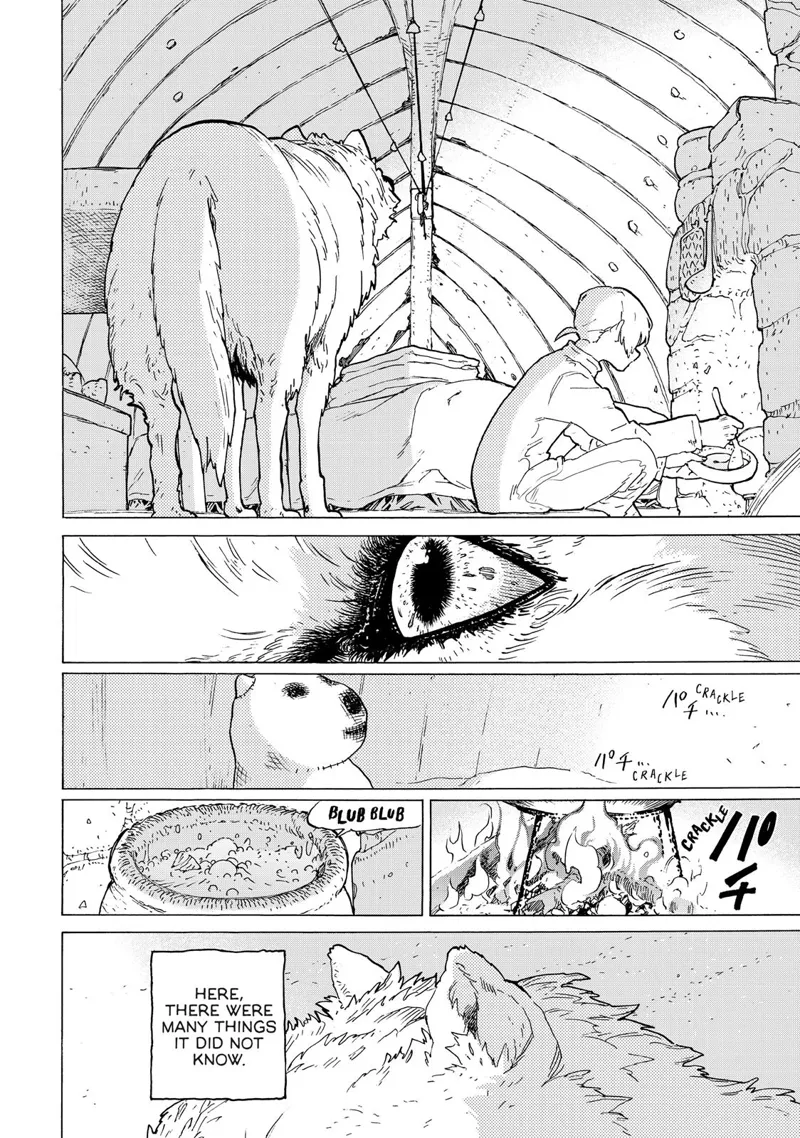 パチ...
CRACKLE
パチ...
CRACKLE
BLUB BLUB
CRACKLE
パチ
HERE,
THERE WERE
MANY THINGS
IT DID NOT
KNOW.